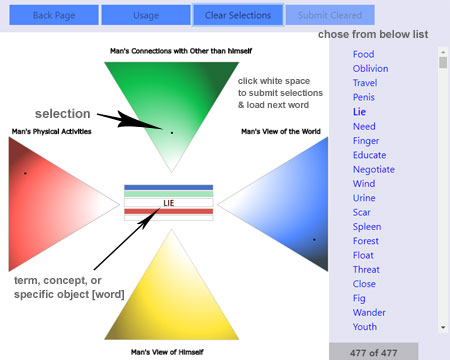 Back Page
Usage
Clear Selections
Submit Cleared
chose from below list
Man's Connections with Other than himself
click white space
to submit selections
& load next word
selection
Man's Physical Activities
Man's View of the World
LIE
term, concept, or
specific object [word]
Man's View of Himself
Food
Oblivion
Travel
Penis
Lie
Need
Finger
Educate
Negotiate
Wind
Urine
Scar
Spleen
Forest
Float
Threat
Close
Fig
Wander
Youth
477 of 477